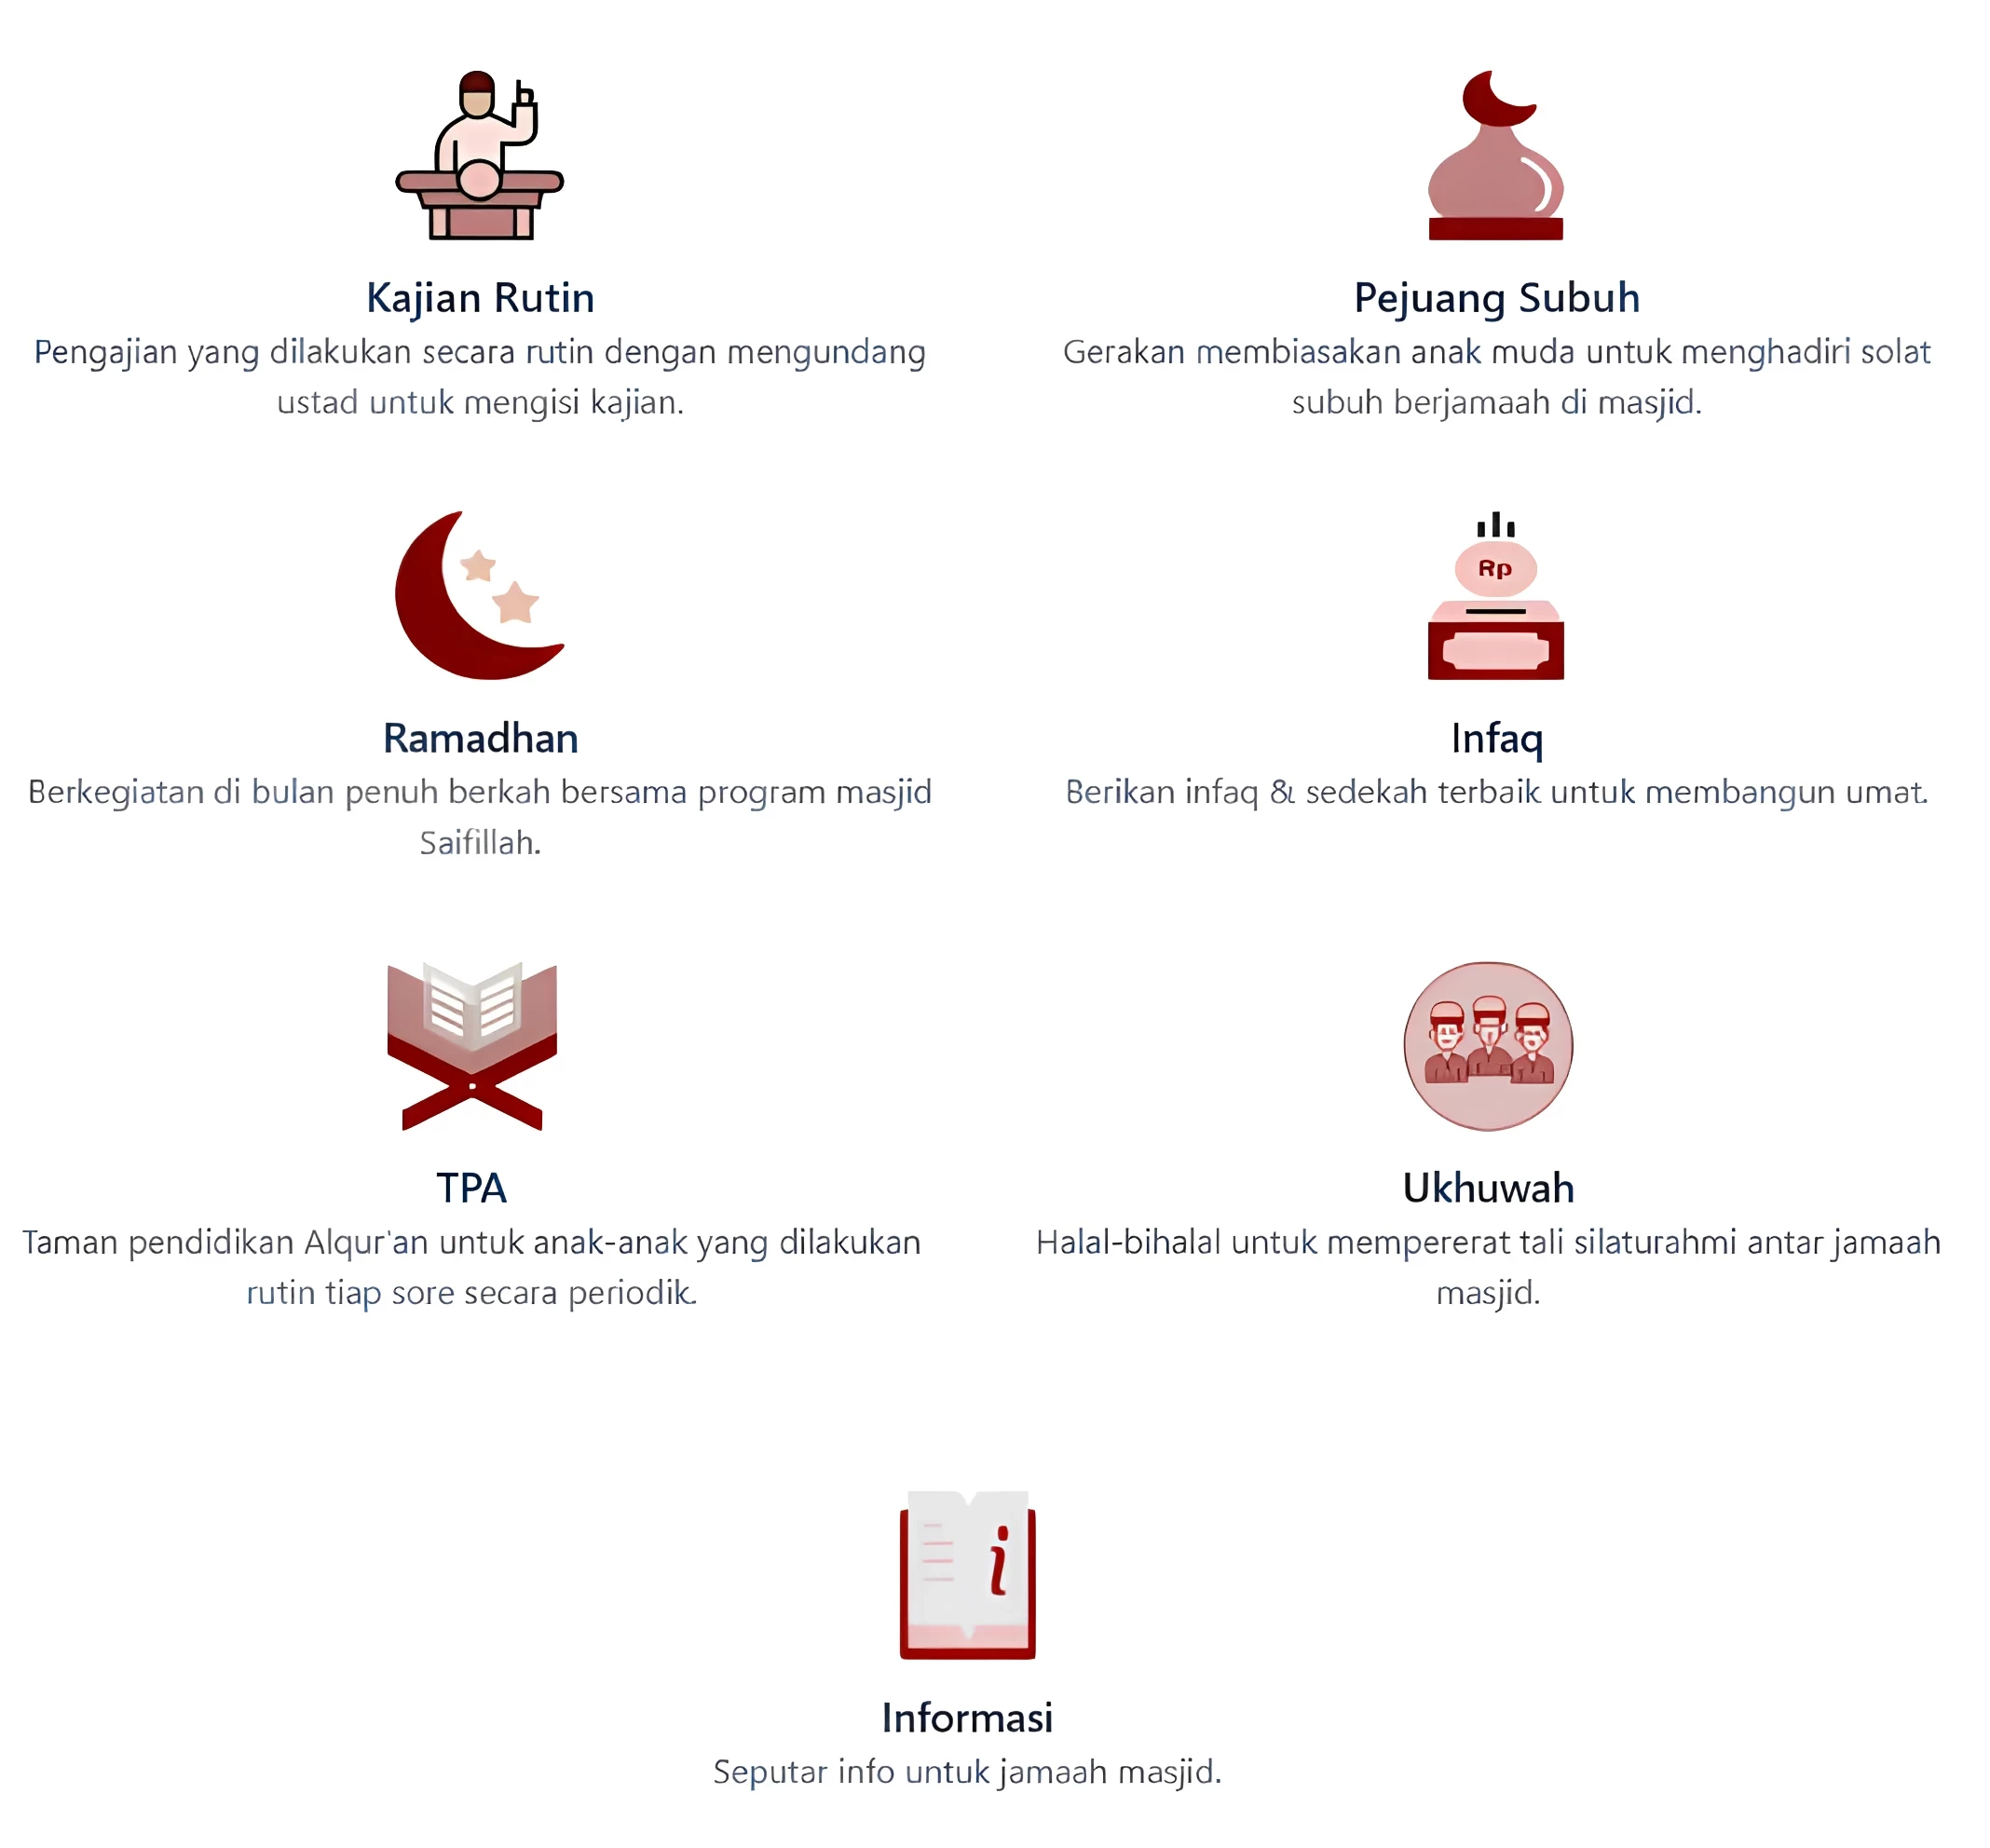 Kajian Rutin
Pengajian yang dilakukan secara rutin dengan mengundang
ustad untuk mengisi kajian.
Pejuang Subuh
Gerakan membiasakan anak muda untuk menghadiri solat
subuh berjamaah di masjid.
Ramadhan
Berkegiatan di bulan penuh berkah bersama program masjid
Saifillah.
Rp
Infaq
Berikan infaq & sedekah terbaik untuk membangun umat.
TPA
Taman pendidikan Alqur'an untuk anak-anak yang dilakukan
rutin tiap sore secara periodik.
Ukhuwah
Halal-bihalal untuk mempererat tali silaturahmi antar jamaah
masjid.
i
Informasi
Seputar info untuk jamaah masjid.